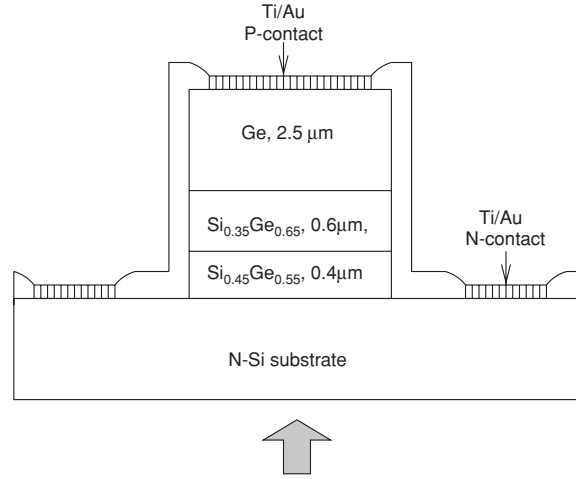 Ti/Au
P-contact
Ge, 2.5 μm
Si0.35Ge0.65, 0.6μm,
Ti/Au
N-contact
Si0.45Ge0.55, 0.4μm
N-Si substrate